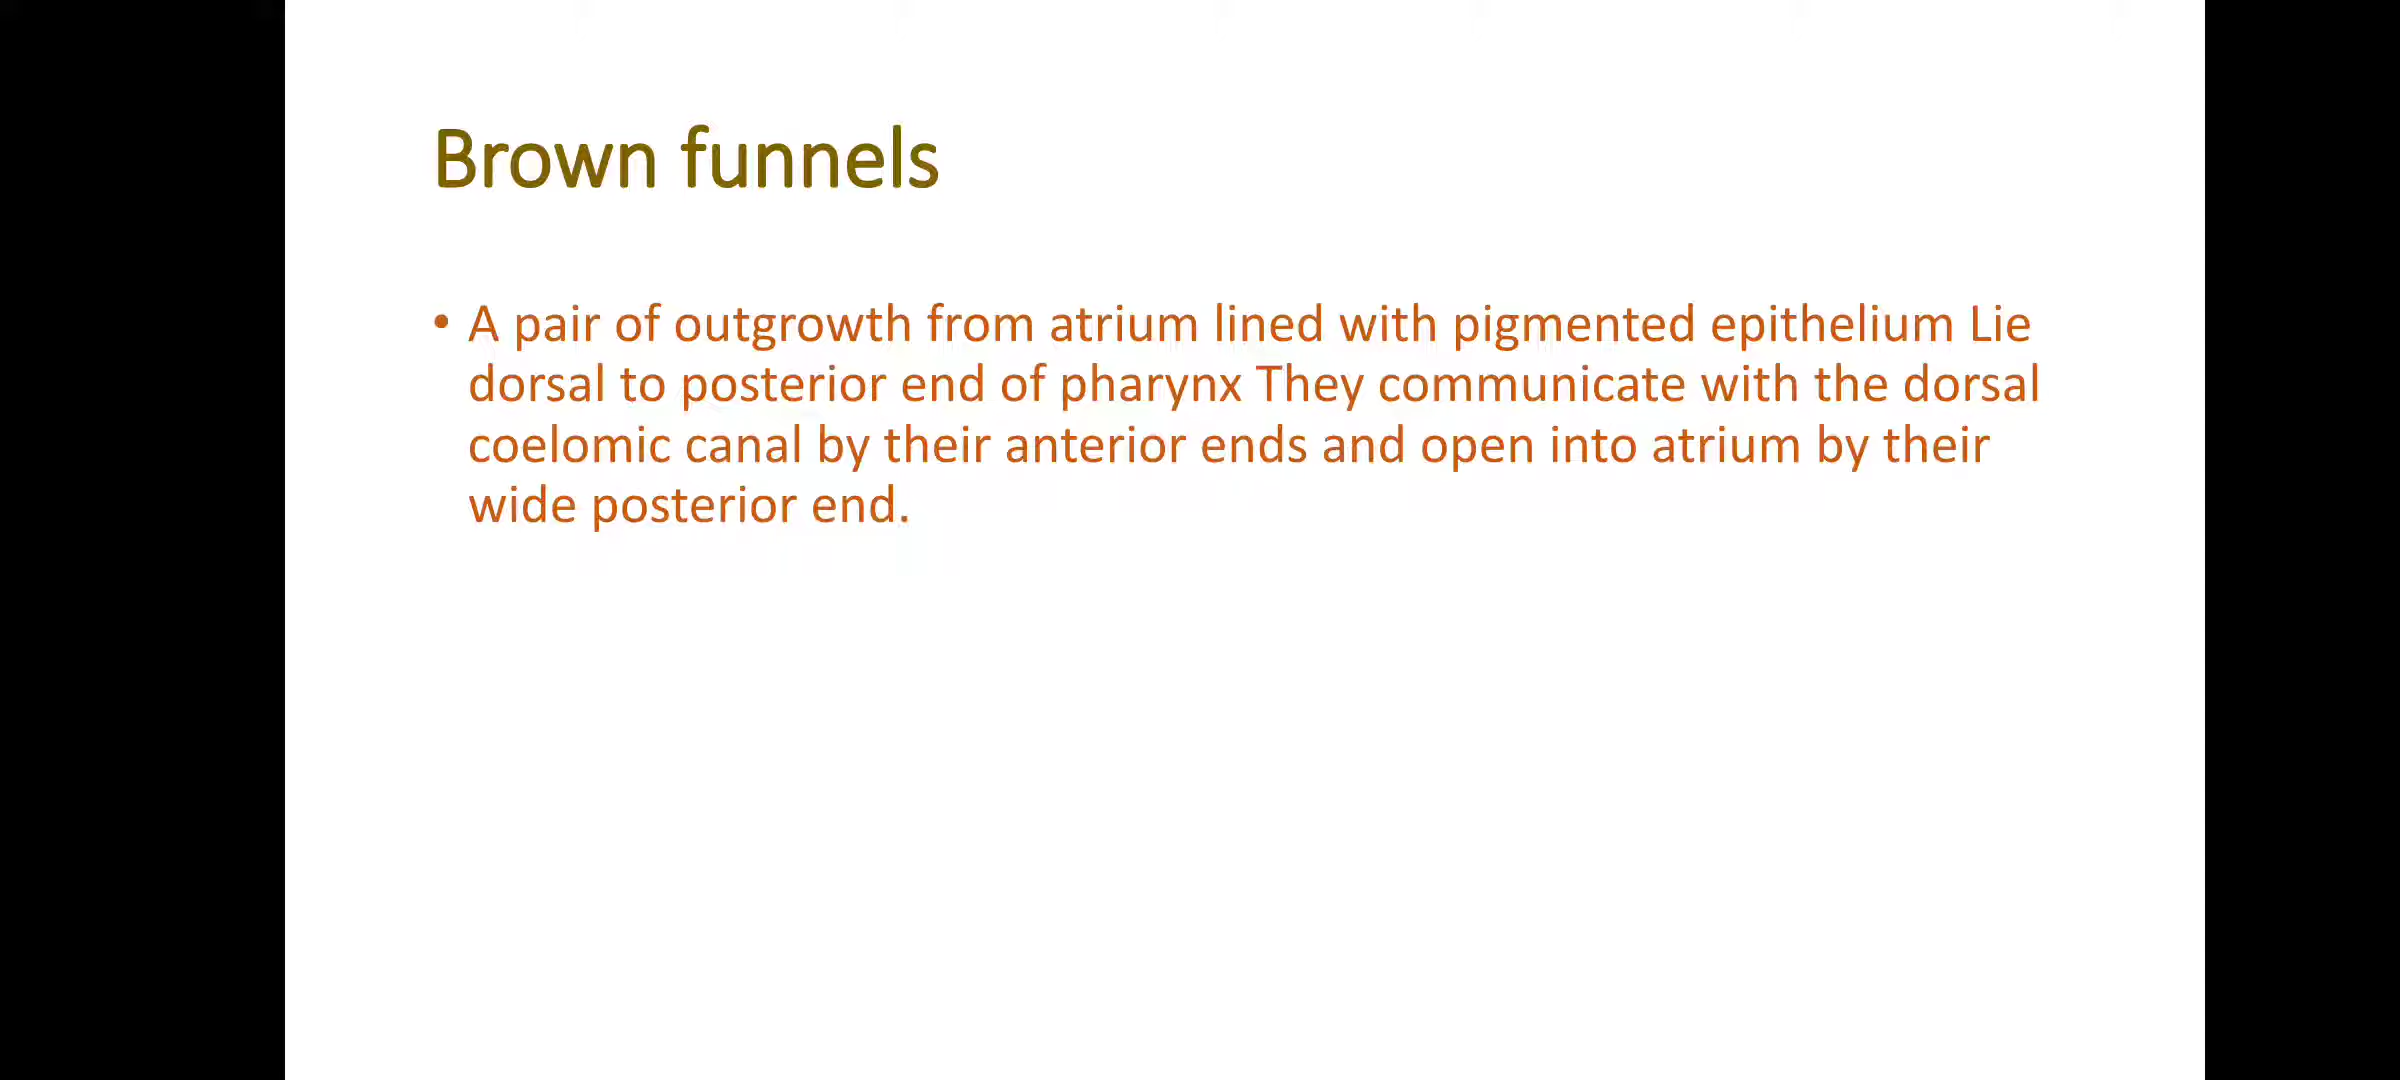 Brown funnels
• A pair of outgrowth from atrium lined with pigmented epithelium Lie
dorsal to posterior end of pharynx They communicate with the dorsal
coelomic canal by their anterior ends and open into atrium by their
wide posterior end.